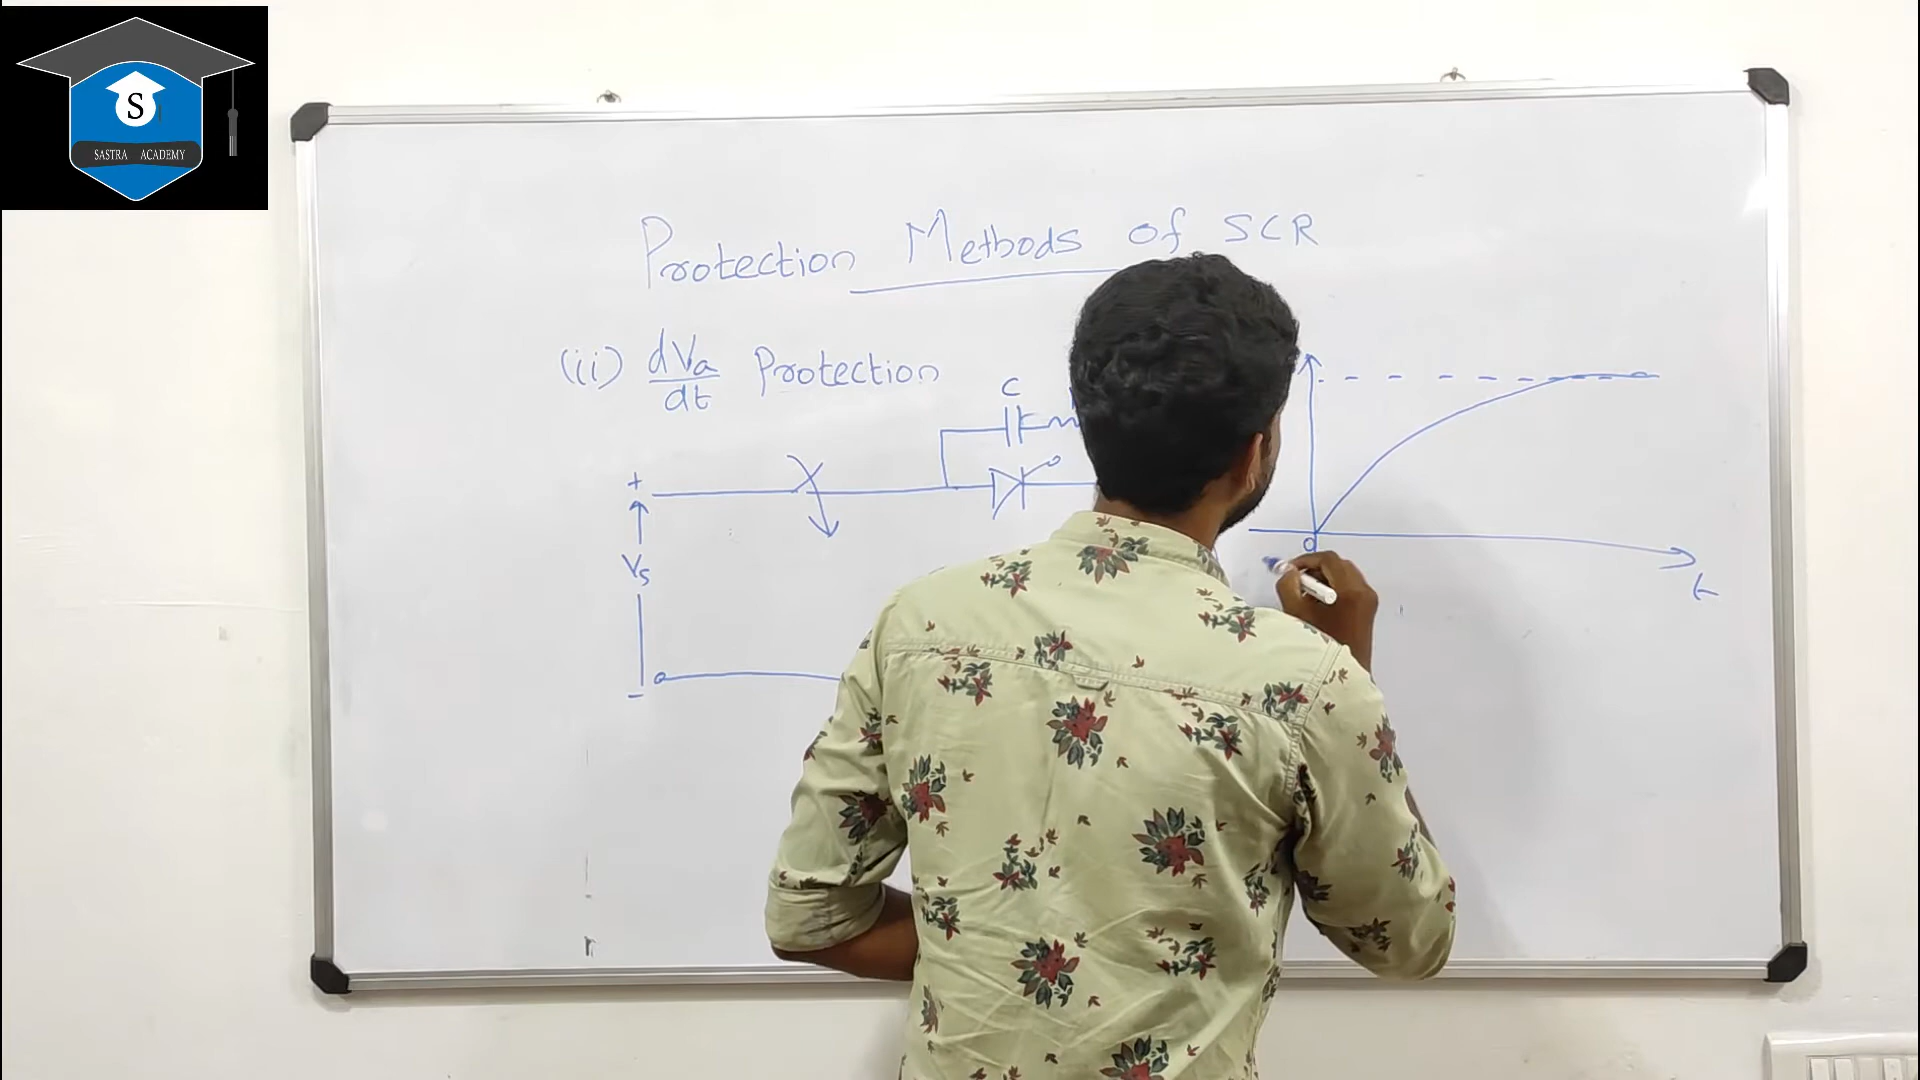 S
SASTRA ACADEMY
Protection Methods of SCR
(ii) dVa/dt Protection
C
+
Vs
-
0
t